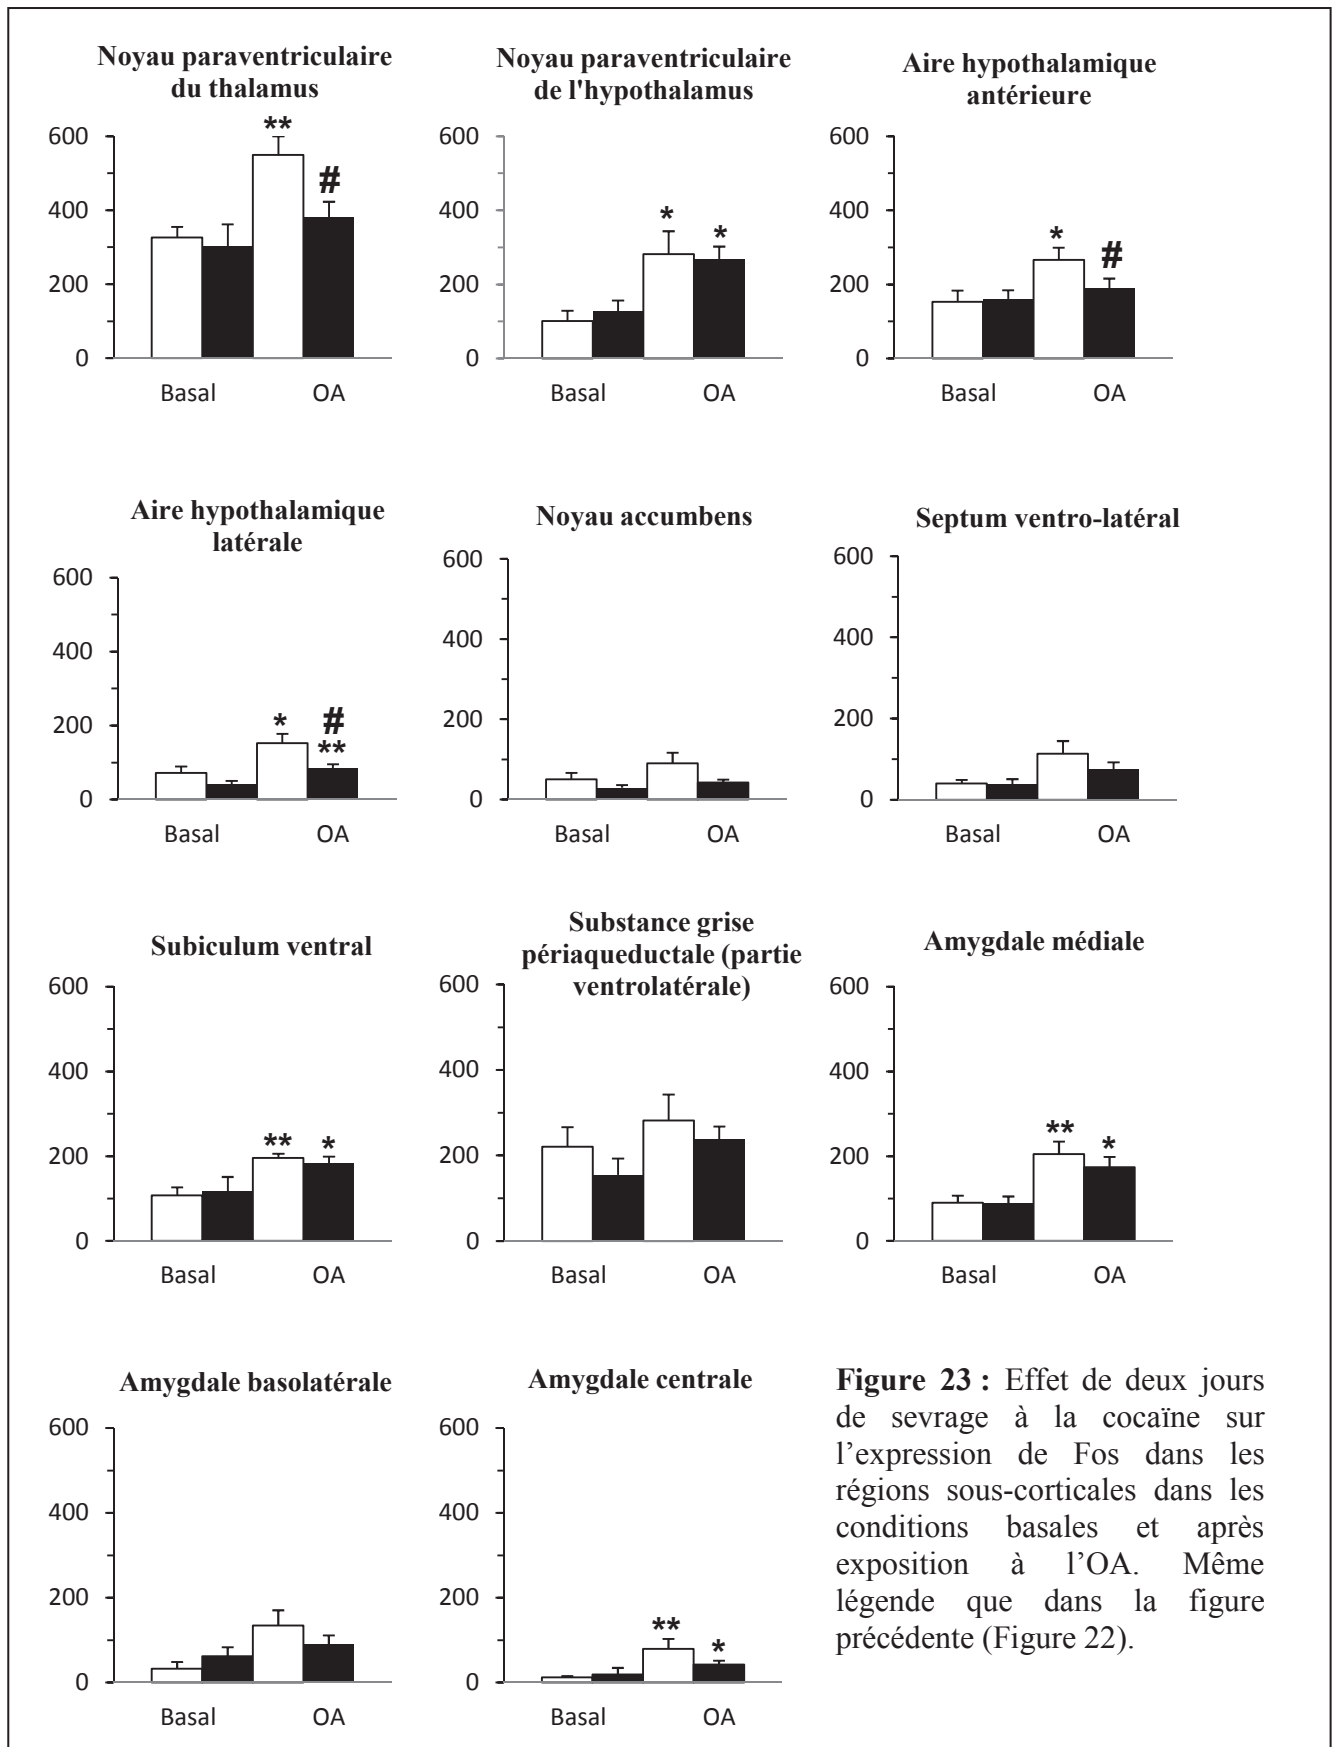 Noyau paraventriculaire
du thalamus
600
400
200
0
**
#
Basal OA
Noyau paraventriculaire
de l'hypothalamus
600
400
200
0
*
*
Basal OA
Aire hypothalamique
antérieure
600
400
200
0
*
#
Basal OA
Aire hypothalamique
latérale
600
400
200
0
*
#
**
Basal OA
Noyau accumbens
600
400
200
0
Basal OA
Septum ventro-latéral
600
400
200
0
Basal OA
Subiculum ventral
600
400
200
0
**
*
Basal OA
Substance grise
périaqueductale (partie
ventrolatérale)
600
400
200
0
Basal OA
Amygdale médiale
600
400
200
0
**
*
Basal OA
Amygdale basolatérale
600
400
200
0
Basal OA
Amygdale centrale
600
400
200
0
**
*
Basal OA
Figure 23 : Effet de deux jours
de sevrage à la cocaïne sur
l’expression de Fos dans les
régions sous-corticales dans les
conditions basales et après
exposition à l’OA. Même
légende que dans la figure
précédente (Figure 22).